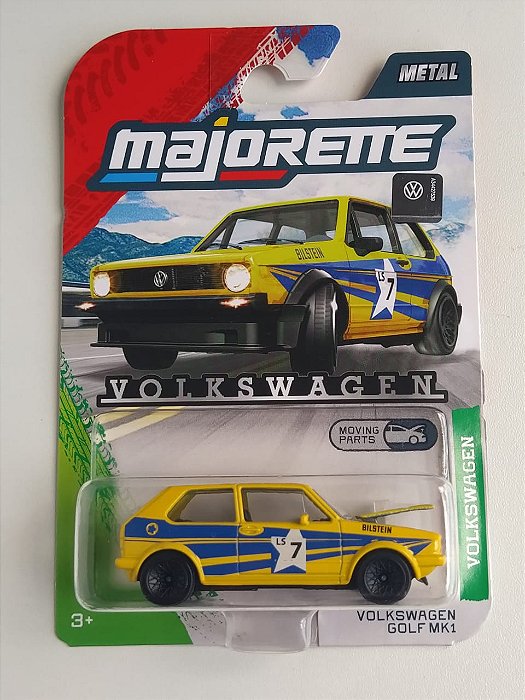 METAL
majorette
BILSTEIN
LS
7
VOLKSWAGEN
MOVING
PARTS
VOLKSWAGEN
BILSTEIN
LS
7
3+
VOLKSWAGEN
GOLF MK1